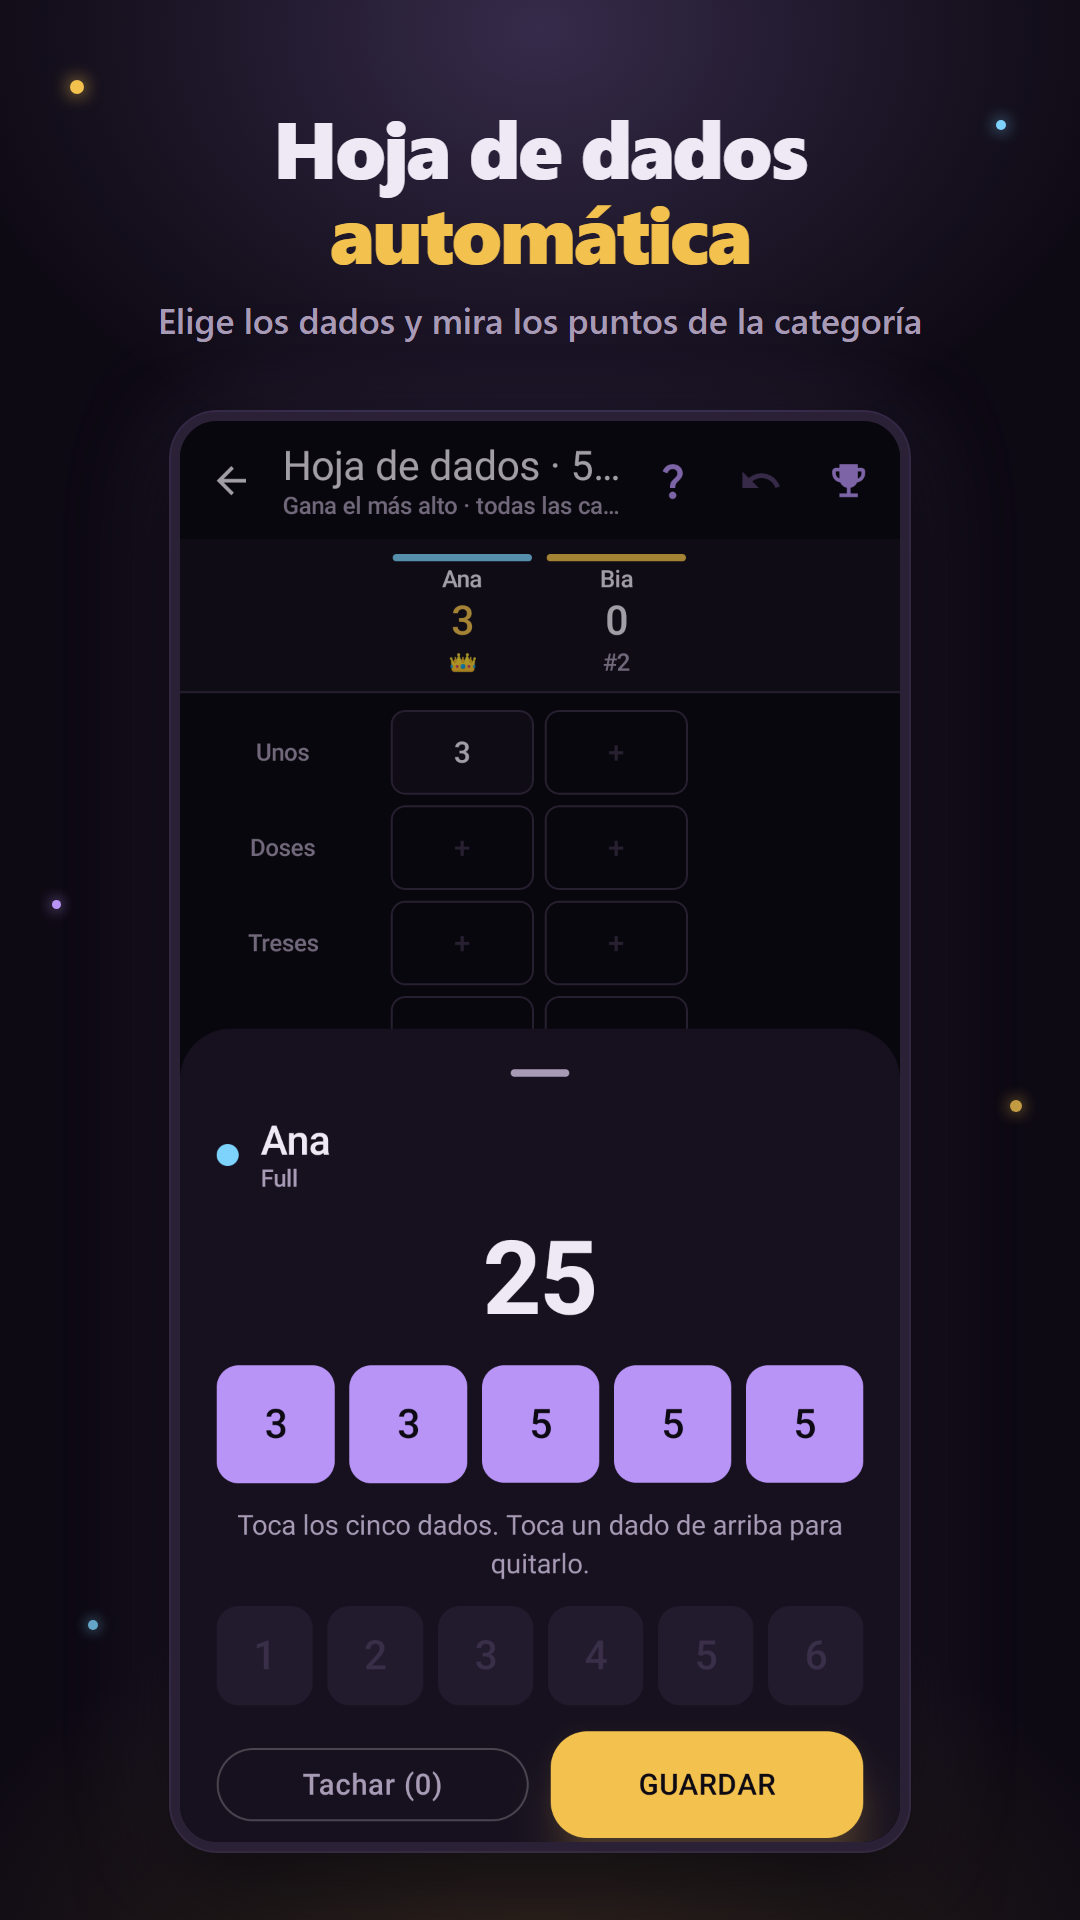 Hoja de dados
automática
Elige los dados y mira los puntos de la categoría
Hoja de dados · 5...
Gana el más alto · todas las ca...
?
Ana
Bia
3
0
#2
Unos
3
+
Doses
+
+
Treses
+
+
Ana
Full
25
3
3
5
5
5
Toca los cinco dados. Toca un dado de arriba para
quitarlo.
1
2
3
4
5
6
Tachar (0)
GUARDAR